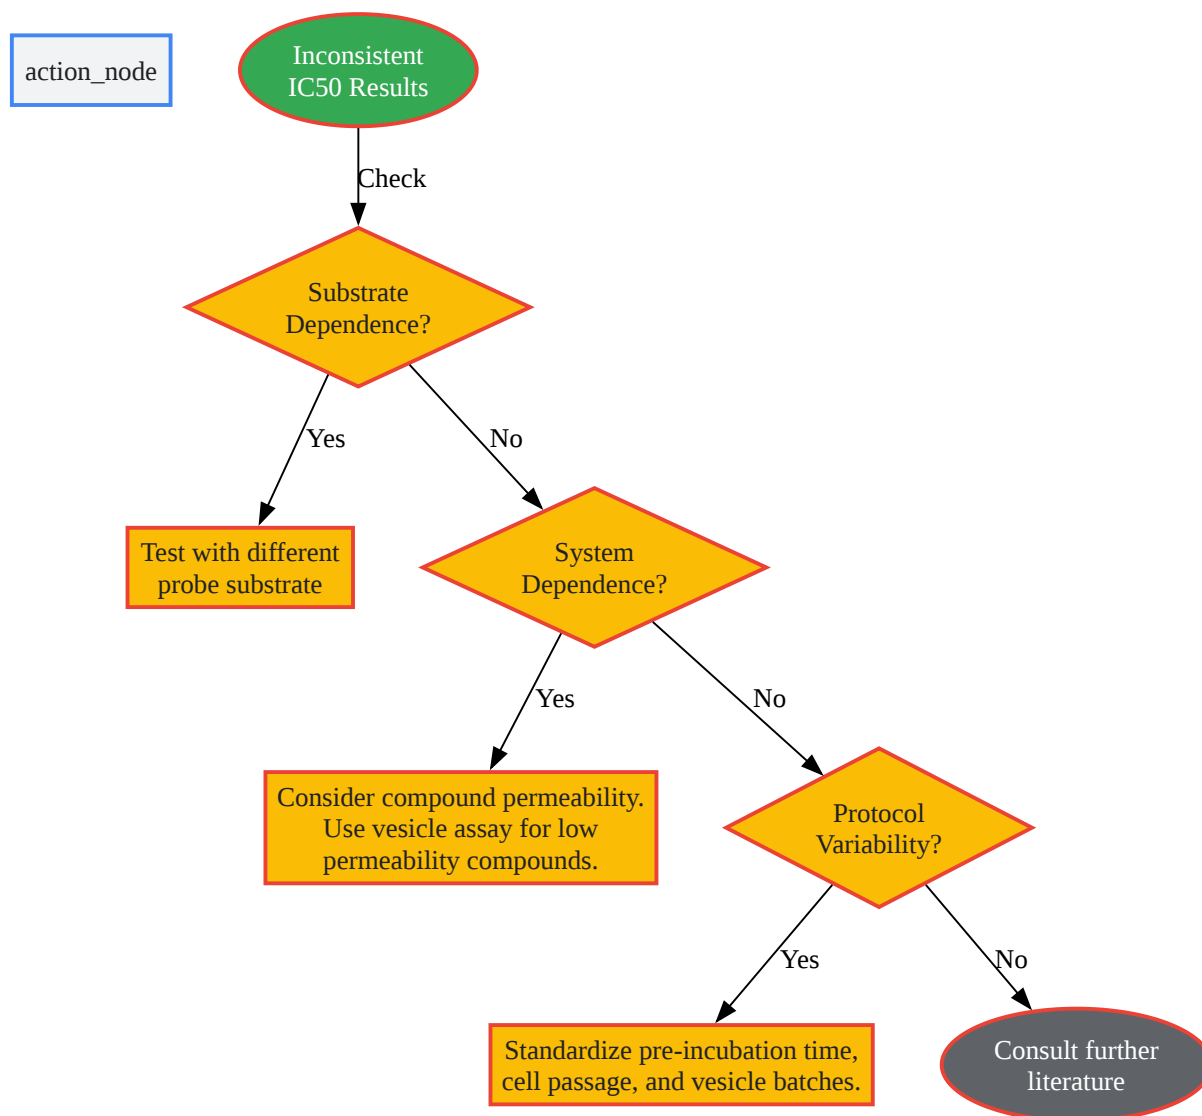 action_node
Inconsistent
IC50 Results
Check
Substrate
Dependence?
Yes
No
Test with different
probe substrate
System
Dependence?
Yes
No
Consider compound permeability.
Use vesicle assay for low
permeability compounds.
Protocol
Variability?
Yes
No
Standardize pre-incubation time,
cell passage, and vesicle batches.
Consult further
literature